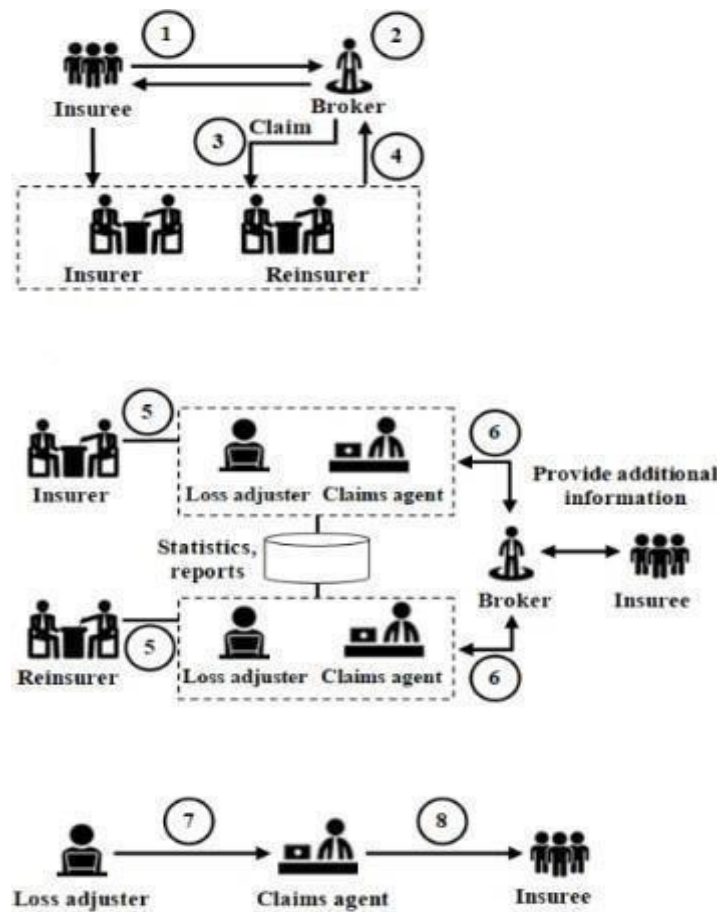 1
2
Insuree
Broker
3
Claim
4
Insurer
Reinsurer
5
6
Provide additional
information
Insurer
Loss adjuster
Claims agent
Statistics,
reports
Broker
Insuree
Reinsurer
5
Loss adjuster
Claims agent
6
7
8
Loss adjuster
Claims agent
Insuree